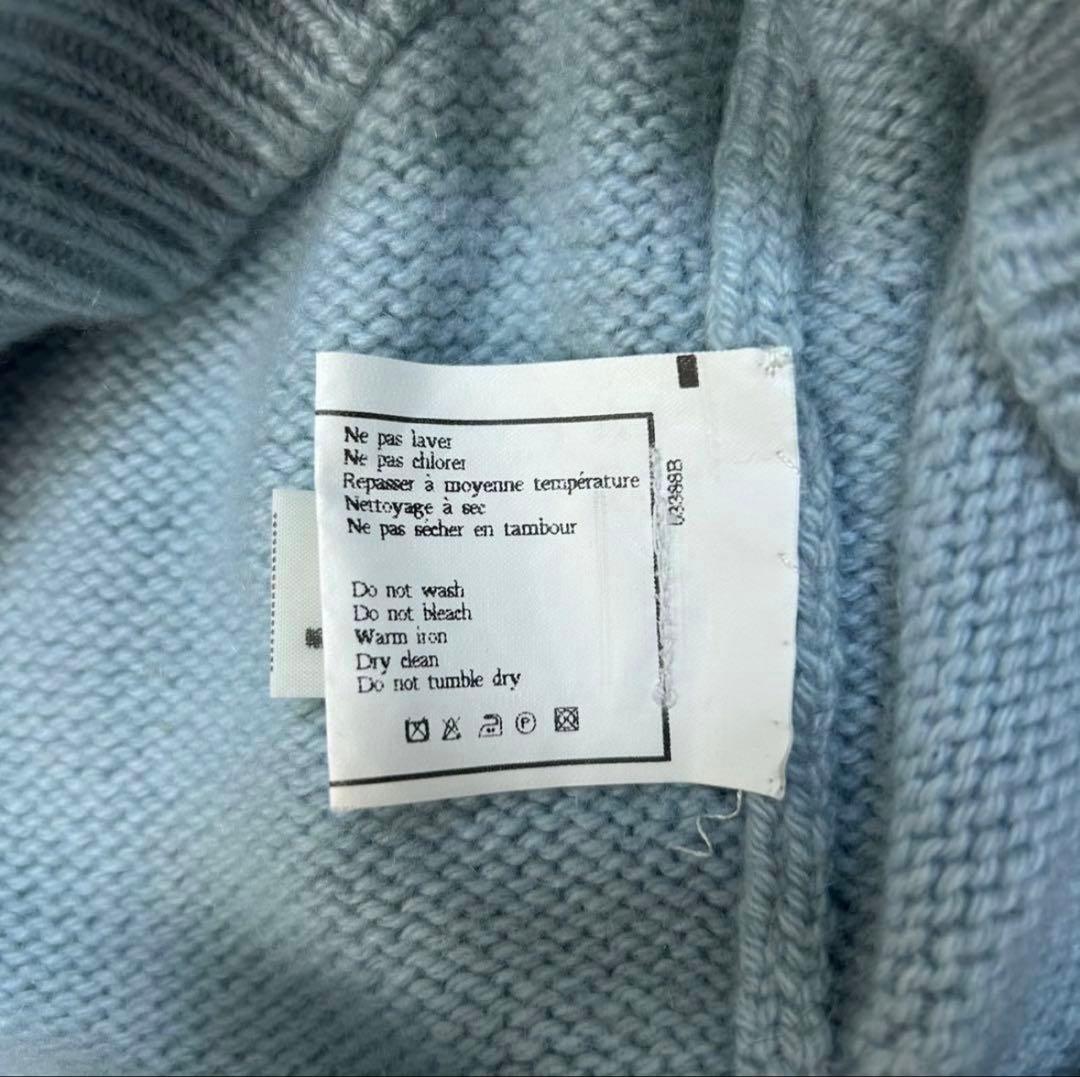 Ne pas laver
Ne pas chlorer
Repasser à moyenne température
Nettoyage à sec
Ne pas sécher en tambour
Do not wash
Do not bleach
Warm iron
Dry clean
Do not tumble dry
P